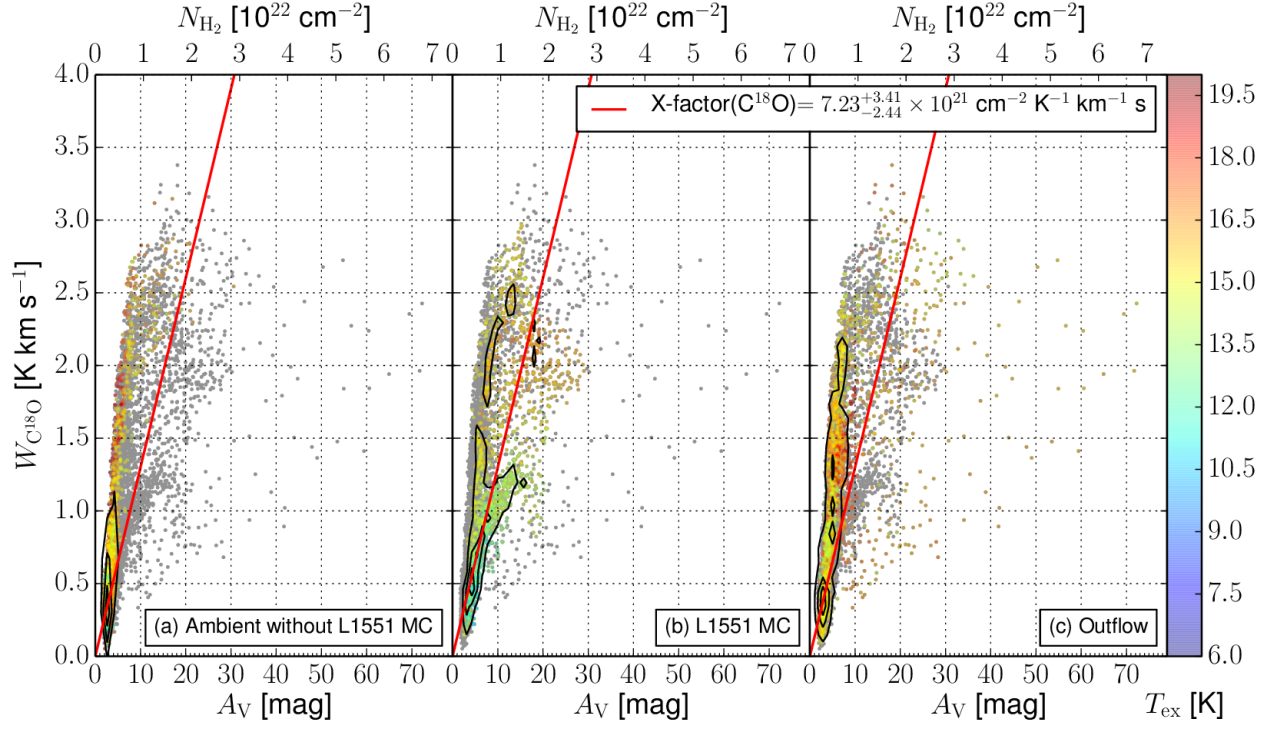 N_H₂ [10²² cm⁻²] N_H₂ [10²² cm⁻²] N_H₂ [10²² cm⁻²]
0 1 2 3 4 5 6 7 0 1 2 3 4 5 6 7 0 1 2 3 4 5 6 7
X-factor(C¹⁸O)= 7.23⁺³·⁴¹₋₂.₄₄ × 10²¹ cm⁻² K⁻¹ km⁻¹ s
W_C¹⁸O [K km s⁻¹]
4.0
3.5
3.0
2.5
2.0
1.5
1.0
0.5
0.0
(a) Ambient without L1551 MC
(b) L1551 MC
(c) Outflow
0 10 20 30 40 50 60 70 0 10 20 30 40 50 60 70 0 10 20 30 40 50 60 70
A_V [mag] A_V [mag] A_V [mag]
19.5
18.0
16.5
15.0
13.5
12.0
10.5
9.0
7.5
6.0
T_ex [K]